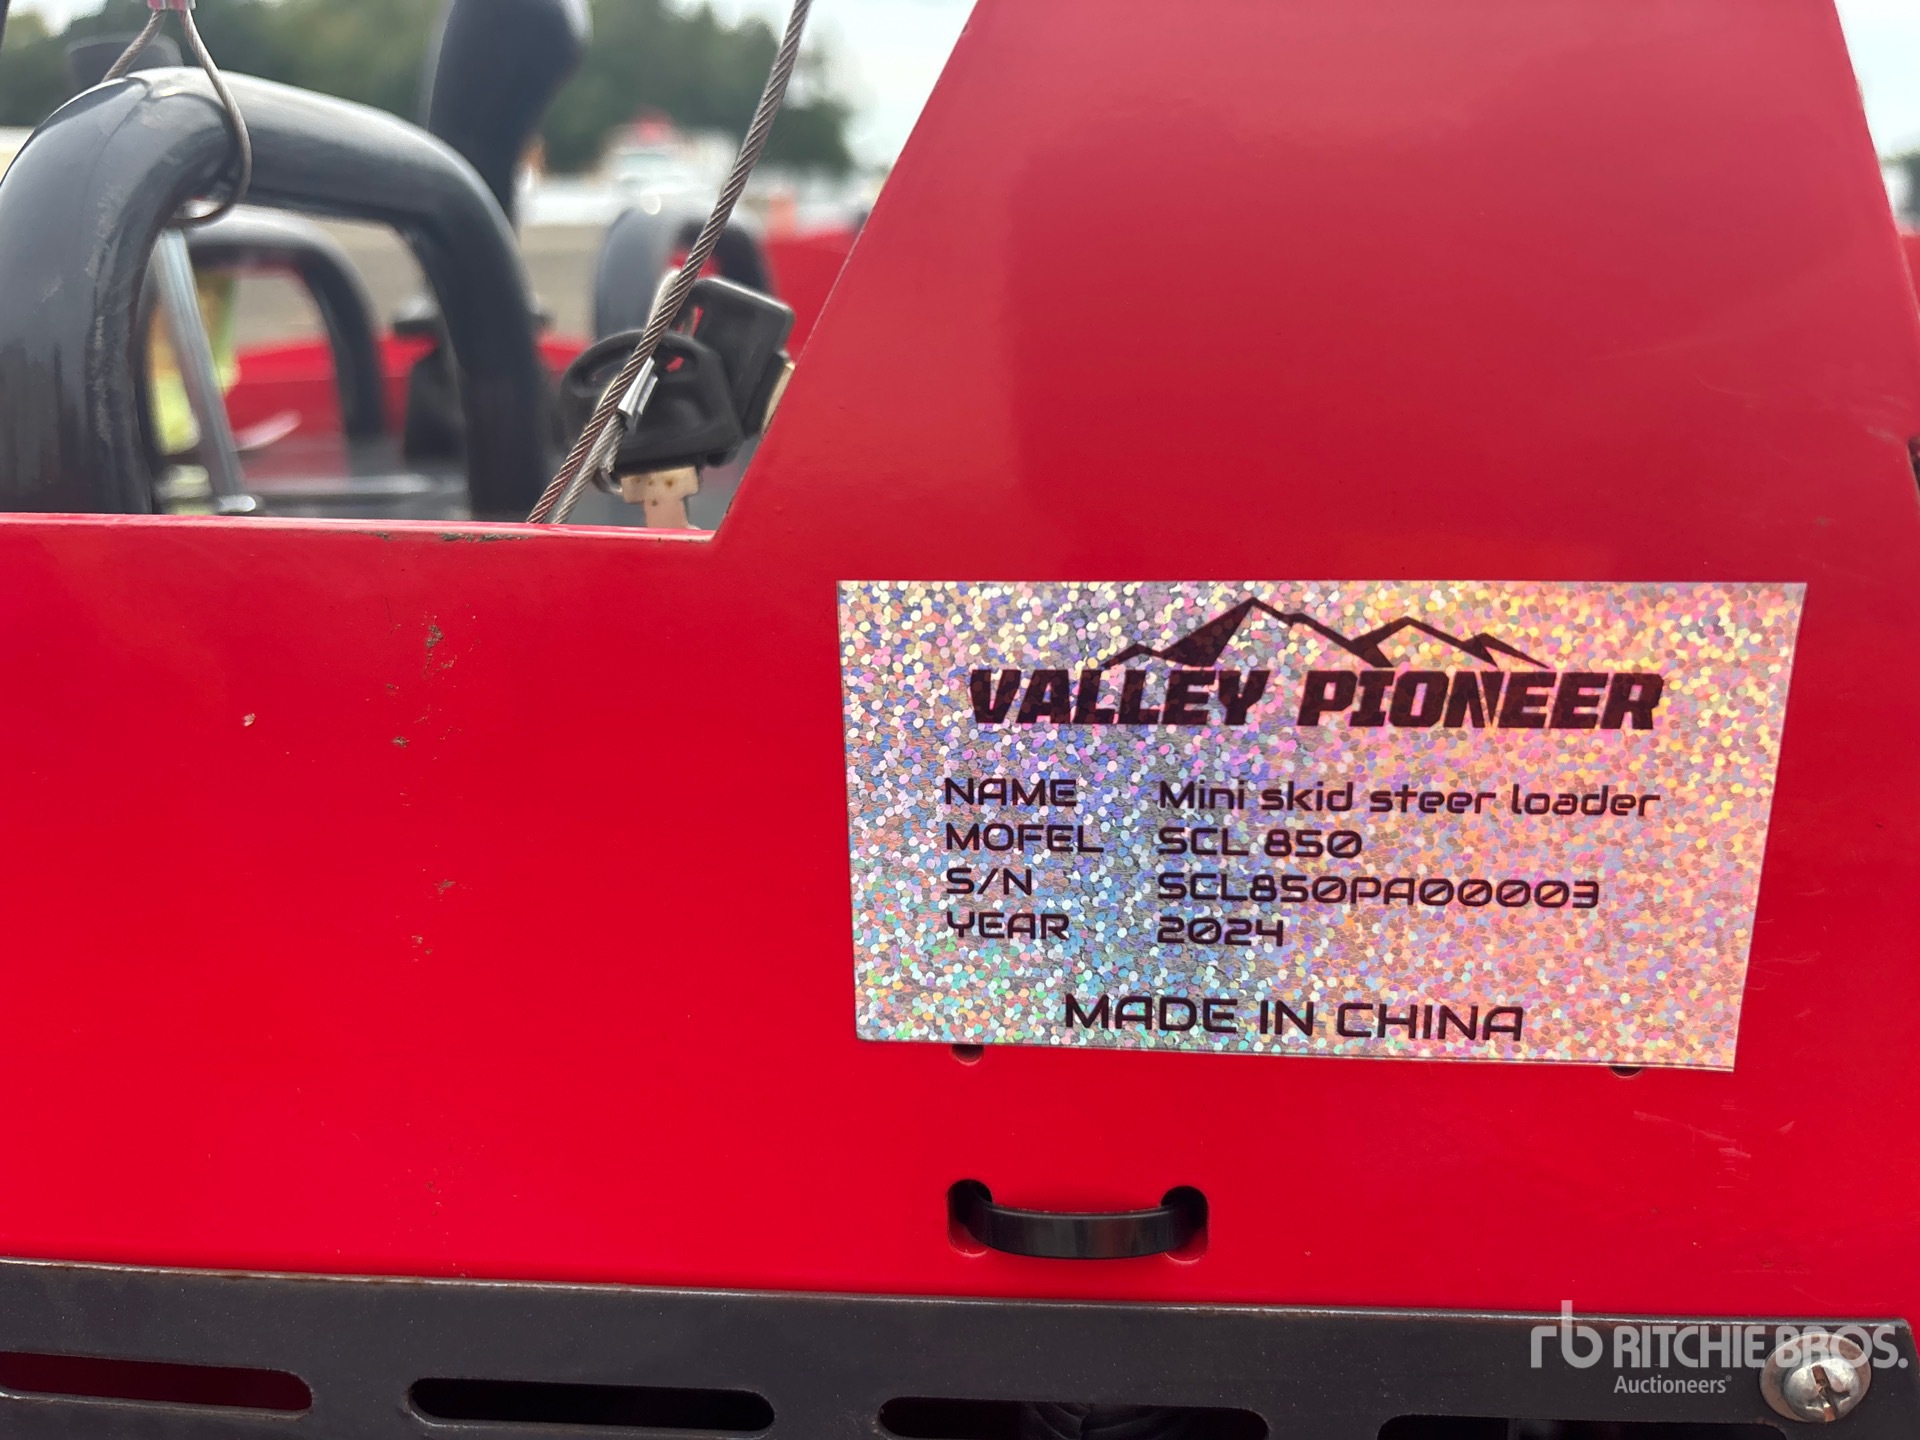 VALLEY PIONEER
NAME Mini skid steer loader
MOFEL SCL 850
S/N SCL850PA00003
YEAR 2024
MADE IN CHINA
rb RITCHIE BROS.
Auctioneers®